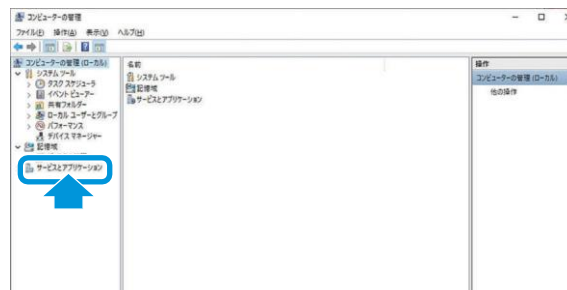 コンピューターの管理
ファイル(F) 操作(A) 表示(V) ヘルプ(H)
コンピューターの管理 (ローカル)
システム ツール
タスク スケジューラ
イベント ビューアー
共有フォルダー
ローカル ユーザーとグループ
パフォーマンス
デバイス マネージャー
記憶域
サービスとアプリケーション
名前
システム ツール
記憶域
サービスとアプリケーション
操作
コンピューターの管理 (ローカル)
他の操作